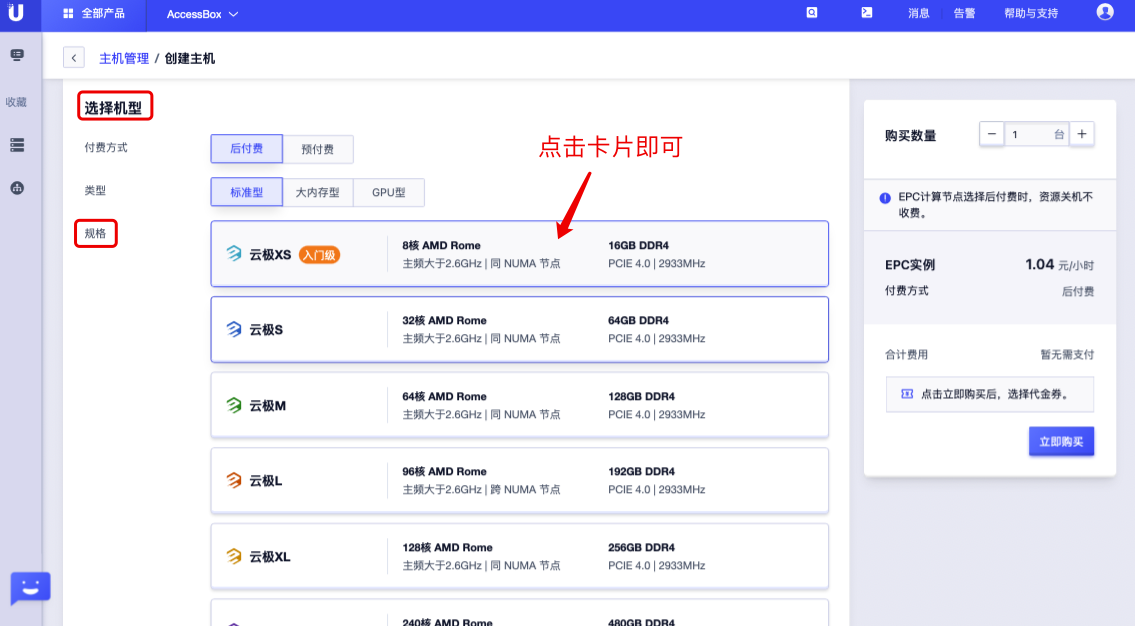 U 全部产品 AccessBox 消息 告警 帮助与支持
主机管理 / 创建主机
收藏
选择机型
付费方式 后付费 预付费
点击卡片即可
类型 标准型 大内存型 GPU型
规格
云极XS 入门级
8核 AMD Rome
主频大于2.6GHz | 同 NUMA 节点
16GB DDR4
PCIE 4.0 | 2933MHz
云极S
32核 AMD Rome
主频大于2.6GHz | 同 NUMA 节点
64GB DDR4
PCIE 4.0 | 2933MHz
云极M
64核 AMD Rome
主频大于2.6GHz | 同 NUMA 节点
128GB DDR4
PCIE 4.0 | 2933MHz
云极L
96核 AMD Rome
主频大于2.6GHz | 跨 NUMA 节点
192GB DDR4
PCIE 4.0 | 2933MHz
云极XL
128核 AMD Rome
主频大于2.6GHz | 同 NUMA 节点
256GB DDR4
PCIE 4.0 | 2933MHz
240核 AMD Rome
480GB DDR4
购买数量 − 1 台 +
EPC计算节点选择后付费时，资源关机不
收费。
EPC实例 1.04 元/小时
付费方式 后付费
合计费用 暂无需支付
点击立即购买后，选择代金券。
立即购买